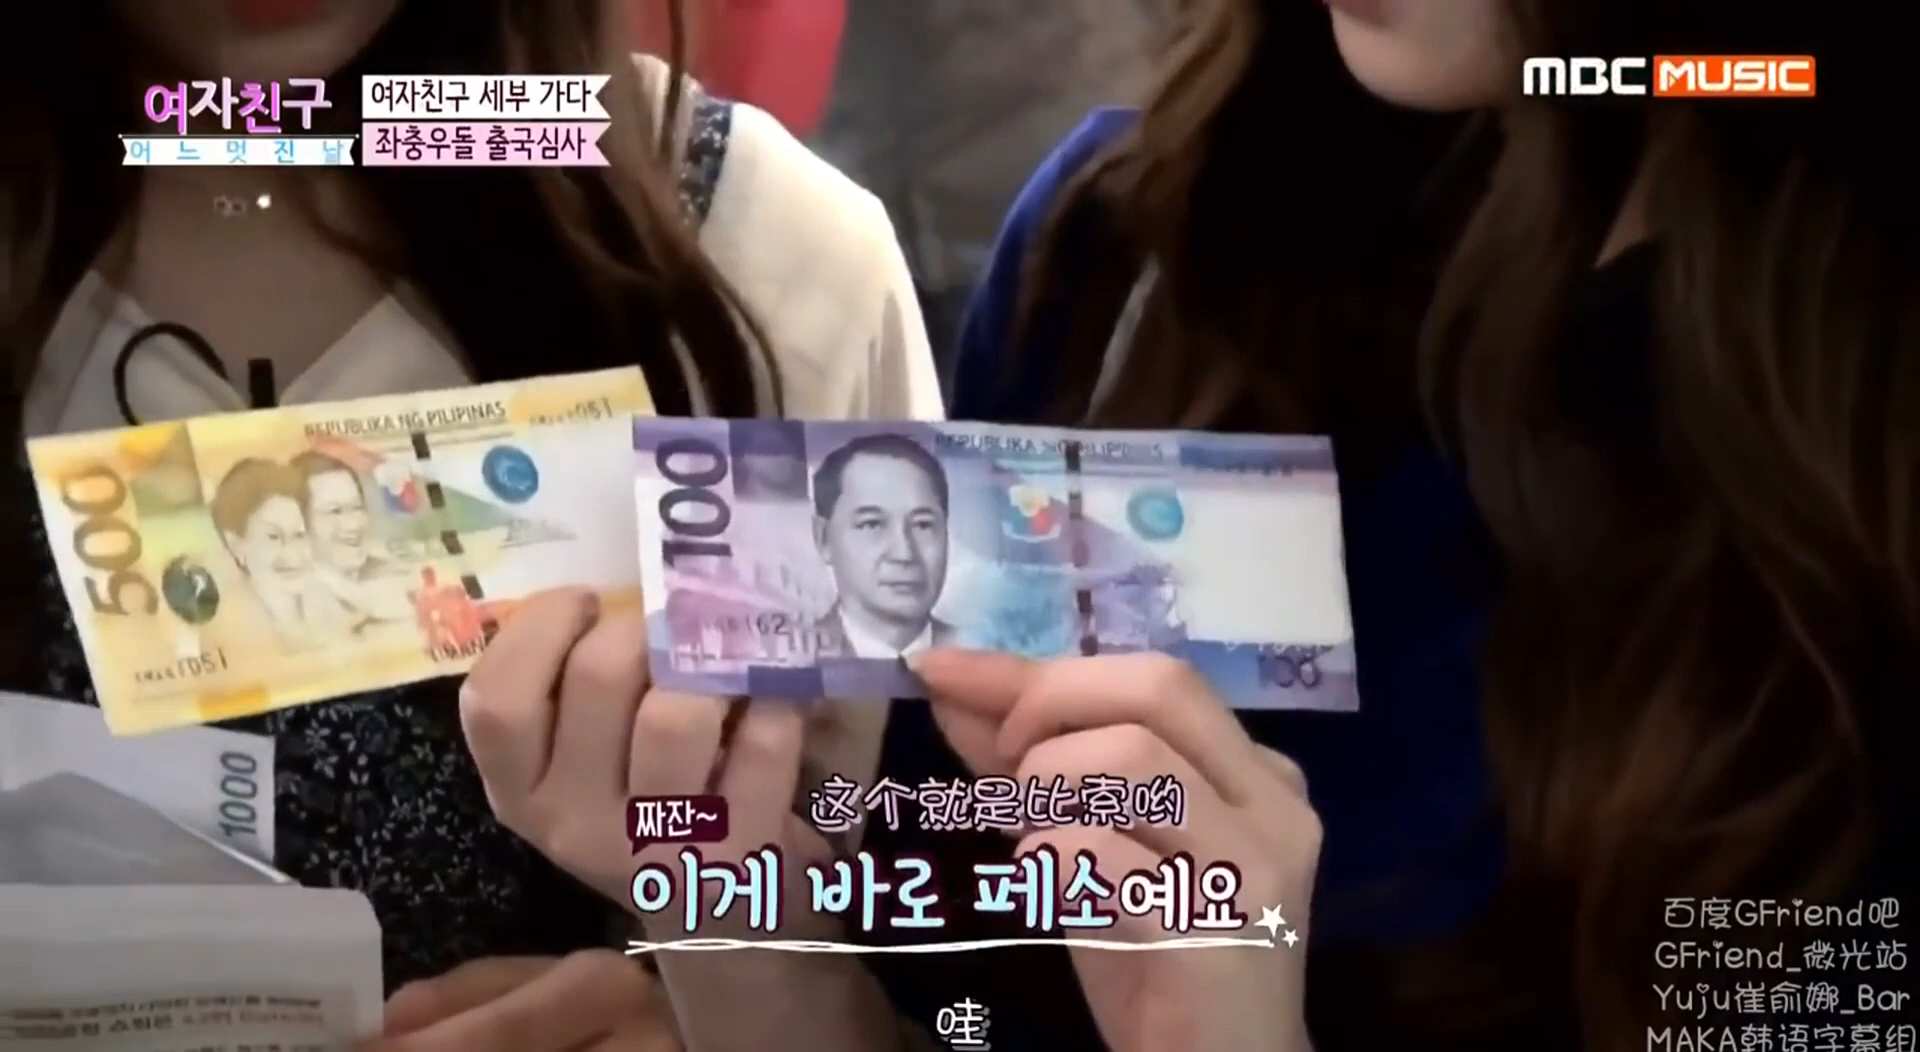 여자친구
어느 멋진 날
여자친구 세부 가다
좌충우돌 출국심사
MBC MUSIC
REPUBLIKA NG PILIPINAS
500
REPUBLIKA NG PILIPINAS
100
100
1000
짜잔~
这个就是比索哟
이게 바로 페소예요
哇
百度GFriend吧
GFriend_微光站
Yuju崔俞娜_Bar
MAKA韩语字幕组